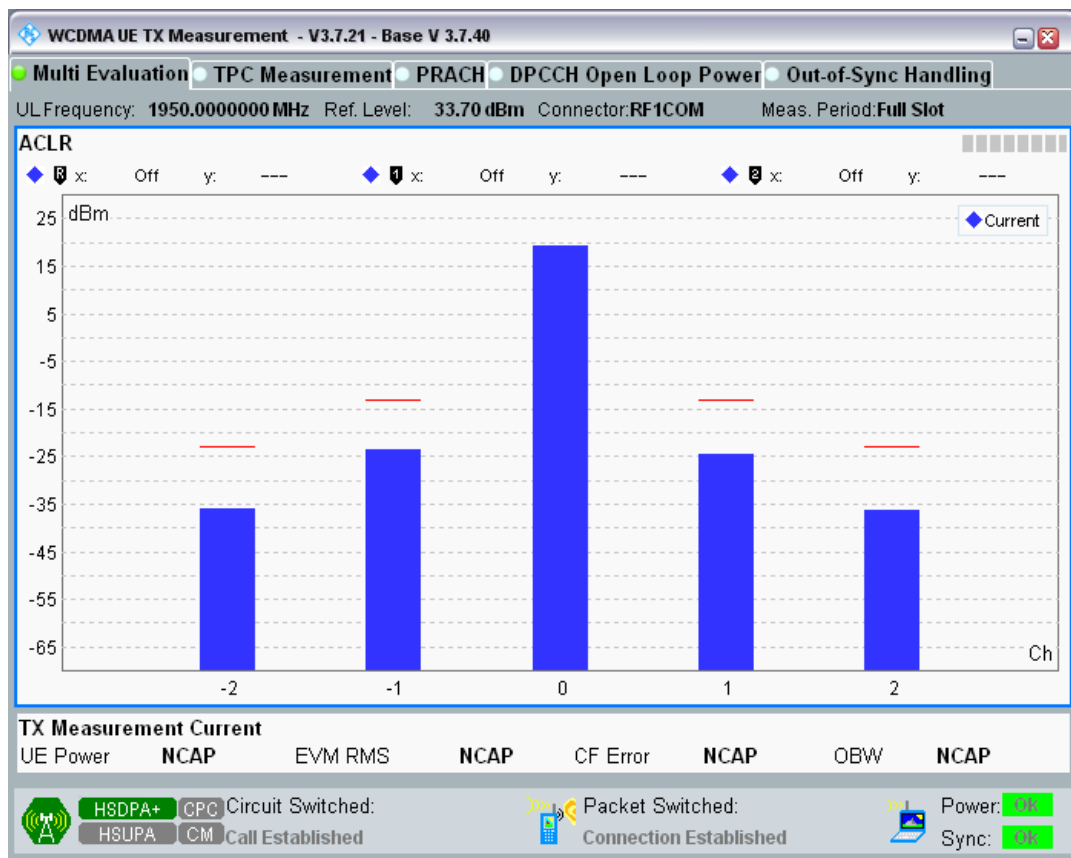 WCDMA UE TX Measurement - V3.7.21 - Base V 3.7.40
Multi Evaluation TPC Measurement PRACH DPCCH Open Loop Power Out-of-Sync Handling
UL Frequency: 1950.0000000 MHz Ref. Level: 33.70 dBm Connector:RF1COM Meas. Period:Full Slot
ACLR
R x: Off y: --- 1 x: Off y: --- 2 x: Off y: ---
dBm
Current
25
15
5
-5
-15
-25
-35
-45
-55
-65
Ch
-2 -1 0 1 2
TX Measurement Current
UE Power NCAP EVM RMS NCAP CF Error NCAP OBW NCAP
HSDPA+ CPC Circuit Switched: Packet Switched: Power: Ok
HSUPA CM Call Established Connection Established Sync: Ok